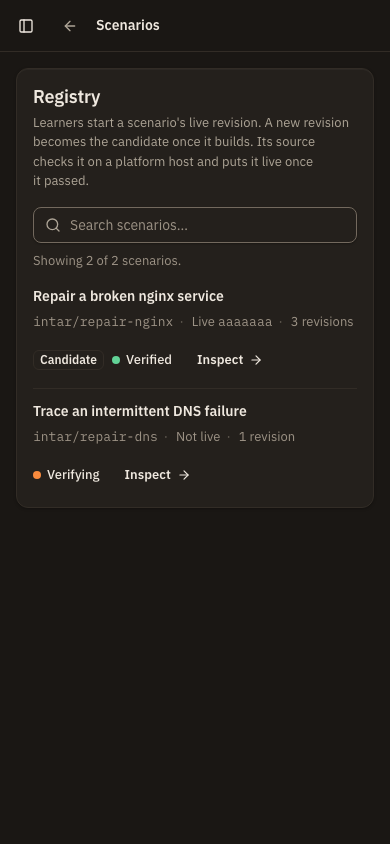 Scenarios
Registry
Learners start a scenario's live revision. A new revision
becomes the candidate once it builds. Its source
checks it on a platform host and puts it live once
it passed.
Search scenarios...
Showing 2 of 2 scenarios.
Repair a broken nginx service
intar/repair-nginx · Live aaaaaaa · 3 revisions
Candidate Verified Inspect →
Trace an intermittent DNS failure
intar/repair-dns · Not live · 1 revision
Verifying Inspect →